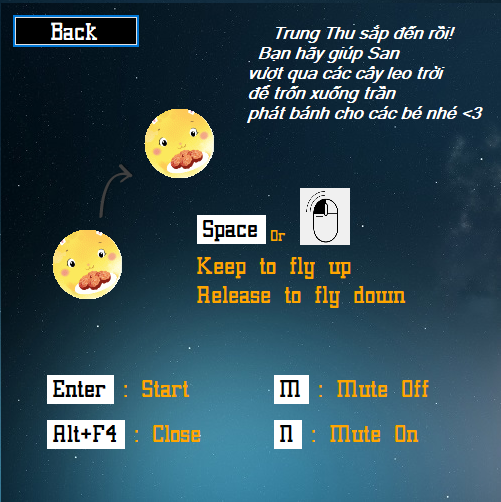 Back
Trung Thu sắp đến rồi!
Bạn hãy giúp San
vượt qua các cây leo trời
để trốn xuống trần
phát bánh cho các bé nhé <3
Space Or
Keep to fly up
Release to fly down
Enter : Start
M : Mute Off
Alt+F4 : Close
N : Mute On